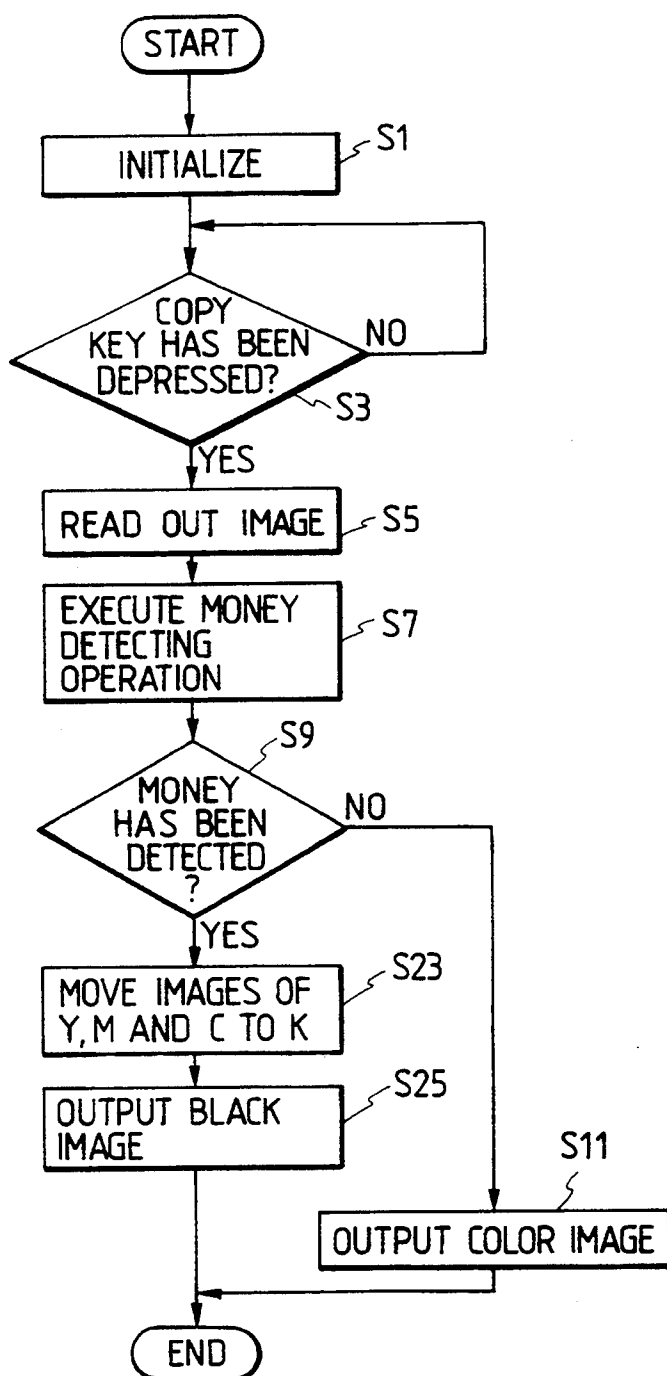 START
S1
INITIALIZE
COPY
KEY HAS BEEN
DEPRESSED?
NO
S3
YES
READ OUT IMAGE
S5
EXECUTE MONEY
DETECTING
OPERATION
S7
S9
MONEY
HAS BEEN
DETECTED
?
NO
YES
MOVE IMAGES OF
Y, M AND C TO K
S23
OUTPUT BLACK
IMAGE
S25
S11
OUTPUT COLOR IMAGE
END